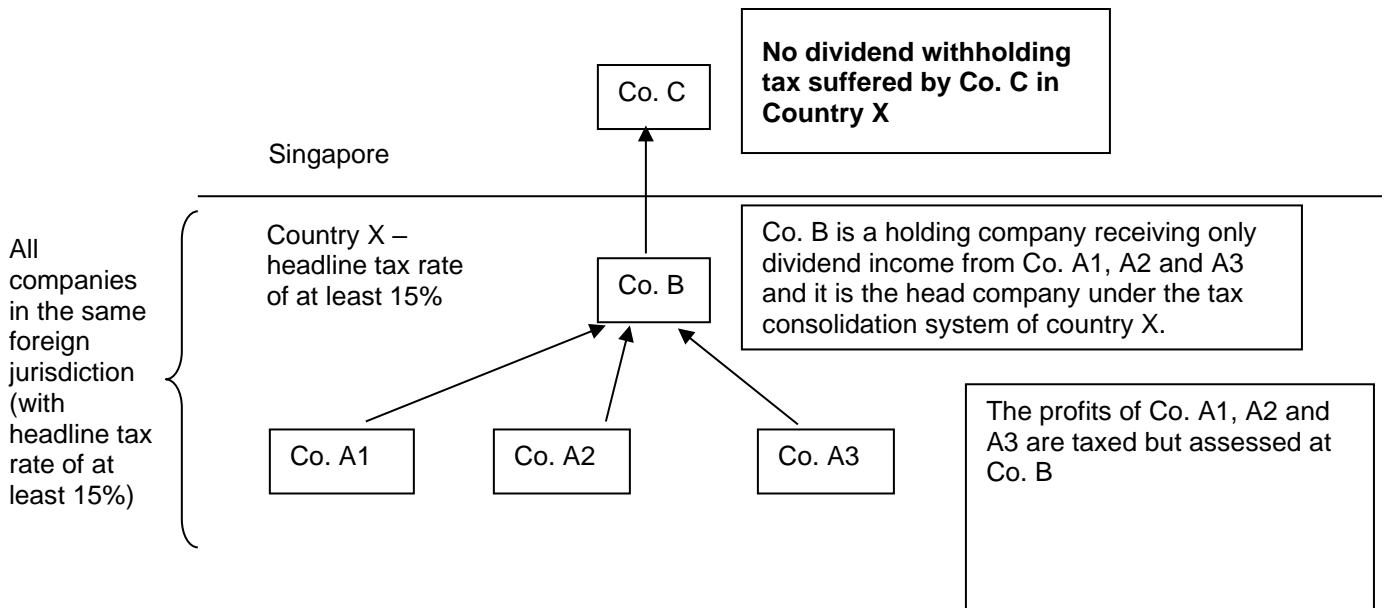 No dividend withholding
tax suffered by Co. C in
Country X
Co. C
Singapore
All
companies
in the same
foreign
jurisdiction
(with
headline tax
rate of at
least 15%)
Country X –
headline tax rate
of at least 15%
Co. B
Co. B is a holding company receiving only
dividend income from Co. A1, A2 and A3
and it is the head company under the tax
consolidation system of country X.
Co. A1
Co. A2
Co. A3
The profits of Co. A1, A2 and
A3 are taxed but assessed at
Co. B